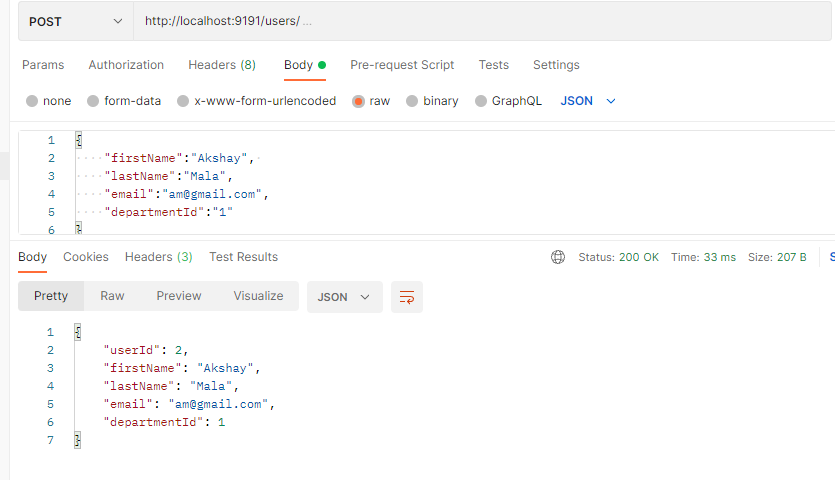 POST http://localhost:9191/users/ ...
Params Authorization Headers (8) Body Pre-request Script Tests Settings
none form-data x-www-form-urlencoded raw binary GraphQL JSON
1 {
2 "firstName":"Akshay",
3 "lastName":"Mala",
4 "email":"am@gmail.com",
5 "departmentId":"1"
6 }
Body Cookies Headers (3) Test Results Status: 200 OK Time: 33 ms Size: 207 B S
Pretty Raw Preview Visualize JSON
1 {
2 "userId": 2,
3 "firstName": "Akshay",
4 "lastName": "Mala",
5 "email": "am@gmail.com",
6 "departmentId": 1
7 }